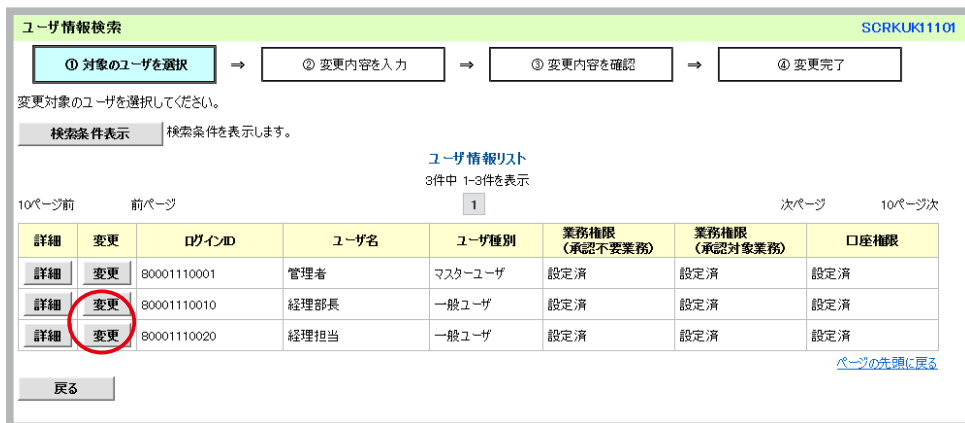 ユーザ情報検索 SCRKUK11101
① 対象のユーザを選択 ⇒ ② 変更内容を入力 ⇒ ③ 変更内容を確認 ⇒ ④ 変更完了
変更対象のユーザを選択してください。
検索条件表示 検索条件を表示します。
ユーザ情報リスト
3件中 1-3件を表示
10ページ前 前ページ 1 次ページ 10ページ次
詳細 変更 ログインID ユーザ名 ユーザ種別 業務権限（承認不要業務） 業務権限（承認対象業務） 口座権限
詳細 変更 80001110001 管理者 マスターユーザ 設定済 設定済 設定済
詳細 変更 80001110010 経理部長 一般ユーザ 設定済 設定済 設定済
詳細 変更 80001110020 経理担当 一般ユーザ 設定済 設定済 設定済
ページの先頭に戻る
戻る